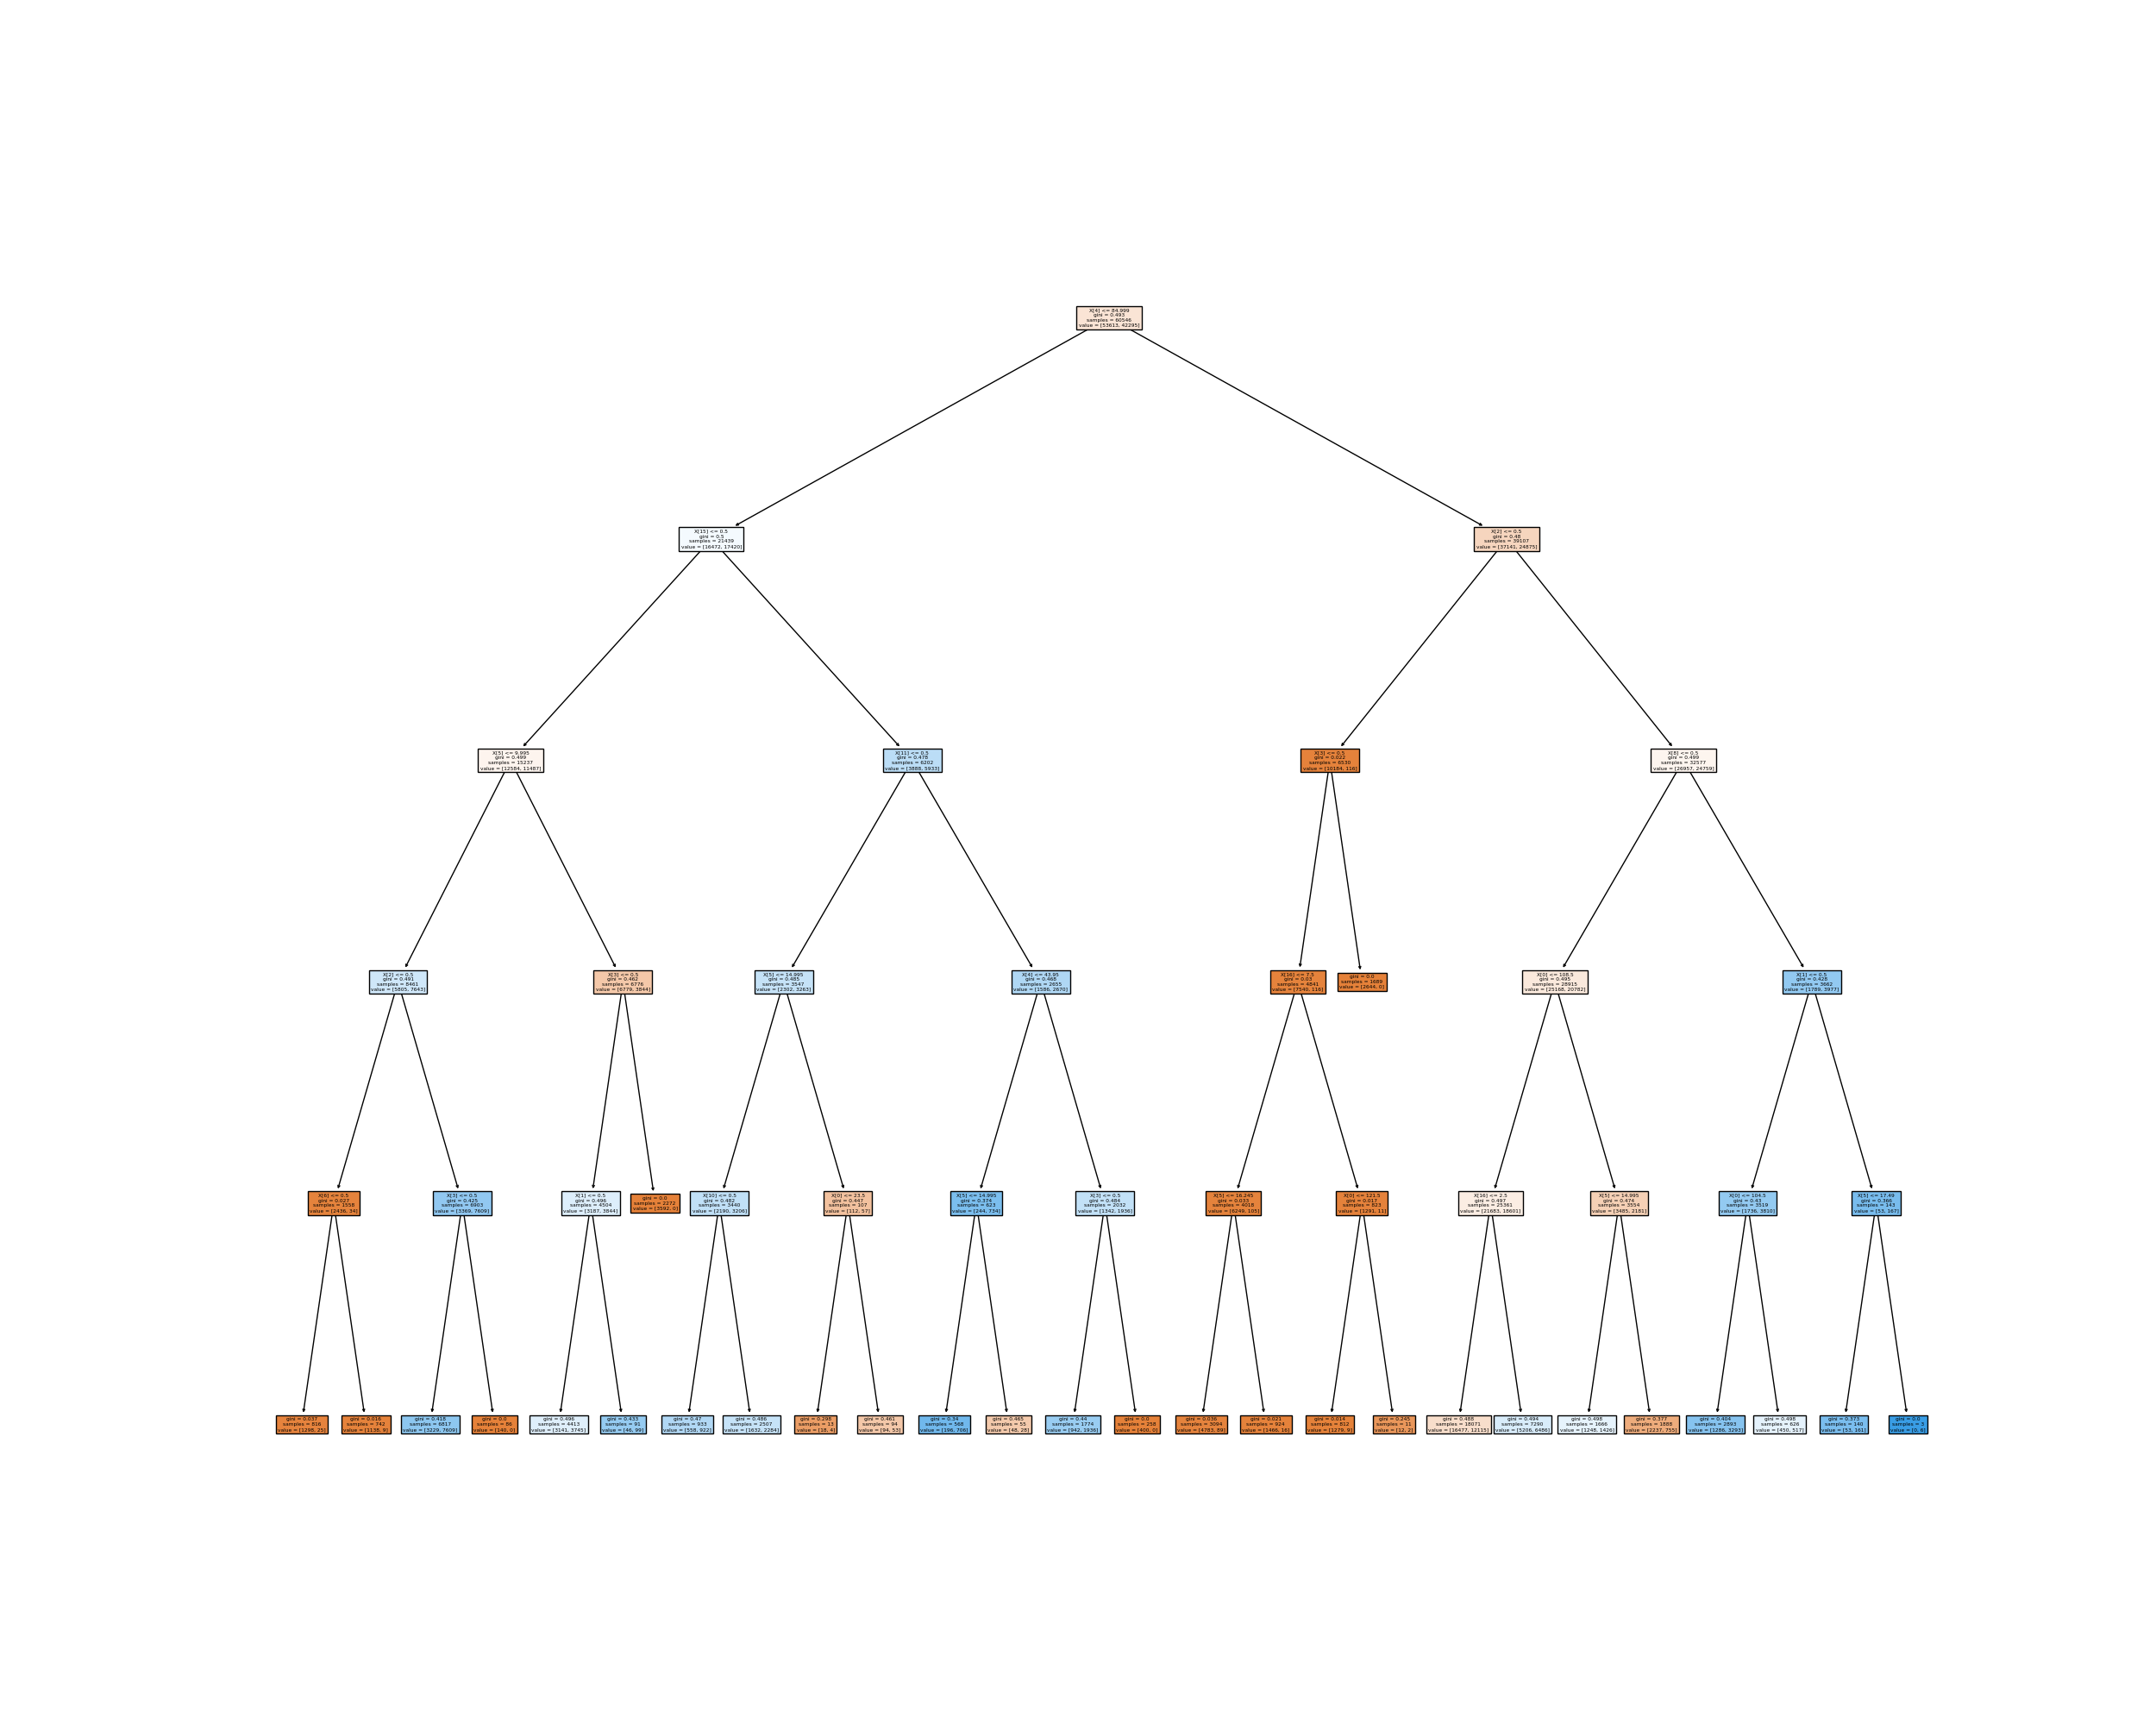 X[4] <= 84.999
gini = 0.493
samples = 60546
value = [53613, 42295]
X[15] <= 0.5
gini = 0.5
samples = 21439
value = [16472, 17420]
X[2] <= 0.5
gini = 0.48
samples = 39107
value = [37141, 24875]
X[5] <= 9.995
gini = 0.499
samples = 15237
value = [12584, 11487]
X[11] <= 0.5
gini = 0.478
samples = 6202
value = [3888, 5933]
X[3] <= 0.5
gini = 0.022
samples = 6530
value = [10184, 116]
X[8] <= 0.5
gini = 0.499
samples = 32577
value = [26957, 24759]
X[2] <= 0.5
gini = 0.491
samples = 8461
value = [5805, 7643]
X[3] <= 0.5
gini = 0.462
samples = 6776
value = [6779, 3844]
X[5] <= 14.995
gini = 0.485
samples = 3547
value = [2302, 3263]
X[4] <= 43.95
gini = 0.468
samples = 2655
value = [1586, 2670]
X[16] <= 7.5
gini = 0.03
samples = 4841
value = [7540, 116]
gini = 0.0
samples = 1689
value = [2644, 0]
X[0] <= 108.5
gini = 0.495
samples = 28915
value = [25168, 20782]
X[1] <= 0.5
gini = 0.428
samples = 3662
value = [1789, 3977]
X[6] <= 0.5
gini = 0.027
samples = 1558
value = [2436, 34]
X[3] <= 0.5
gini = 0.425
samples = 6903
value = [3369, 7609]
X[1] <= 0.5
gini = 0.496
samples = 4504
value = [3187, 3844]
gini = 0.0
samples = 2272
value = [3592, 0]
X[10] <= 8.5
gini = 0.482
samples = 3440
value = [2190, 3206]
X[0] <= 23.5
gini = 0.447
samples = 107
value = [112, 57]
X[5] <= 14.995
gini = 0.374
samples = 623
value = [244, 734]
X[3] <= 0.5
gini = 0.484
samples = 2032
value = [1342, 1936]
X[5] <= 16.245
gini = 0.033
samples = 4018
value = [6249, 105]
X[0] <= 121.5
gini = 0.017
samples = 823
value = [1291, 11]
X[16] <= 2.5
gini = 0.497
samples = 25361
value = [21683, 18601]
X[5] <= 14.995
gini = 0.474
samples = 3554
value = [3485, 2181]
X[0] <= 104.5
gini = 0.43
samples = 3519
value = [1736, 3810]
X[5] <= 17.49
gini = 0.366
samples = 143
value = [53, 167]
gini = 0.037
samples = 816
value = [1298, 25]
gini = 0.016
samples = 742
value = [1138, 9]
gini = 0.418
samples = 6817
value = [3229, 7609]
gini = 0.0
samples = 86
value = [140, 0]
gini = 0.496
samples = 4413
value = [3141, 3745]
gini = 0.433
samples = 91
value = [46, 99]
gini = 0.47
samples = 933
value = [558, 922]
gini = 0.486
samples = 2507
value = [1632, 2284]
gini = 0.298
samples = 13
value = [18, 4]
gini = 0.461
samples = 94
value = [94, 53]
gini = 0.34
samples = 568
value = [196, 706]
gini = 0.465
samples = 55
value = [48, 28]
gini = 0.44
samples = 1774
value = [942, 1936]
gini = 0.0
samples = 258
value = [400, 0]
gini = 0.036
samples = 3094
value = [4783, 89]
gini = 0.021
samples = 924
value = [1466, 16]
gini = 0.014
samples = 812
value = [1279, 9]
gini = 0.245
samples = 11
value = [12, 2]
gini = 0.488
samples = 18071
value = [16477, 12115]
gini = 0.494
samples = 7290
value = [5206, 6486]
gini = 0.498
samples = 1666
value = [1248, 1426]
gini = 0.377
samples = 1888
value = [2237, 755]
gini = 0.404
samples = 2893
value = [1286, 3293]
gini = 0.498
samples = 626
value = [450, 517]
gini = 0.373
samples = 140
value = [53, 161]
gini = 0.0
samples = 3
value = [0, 6]